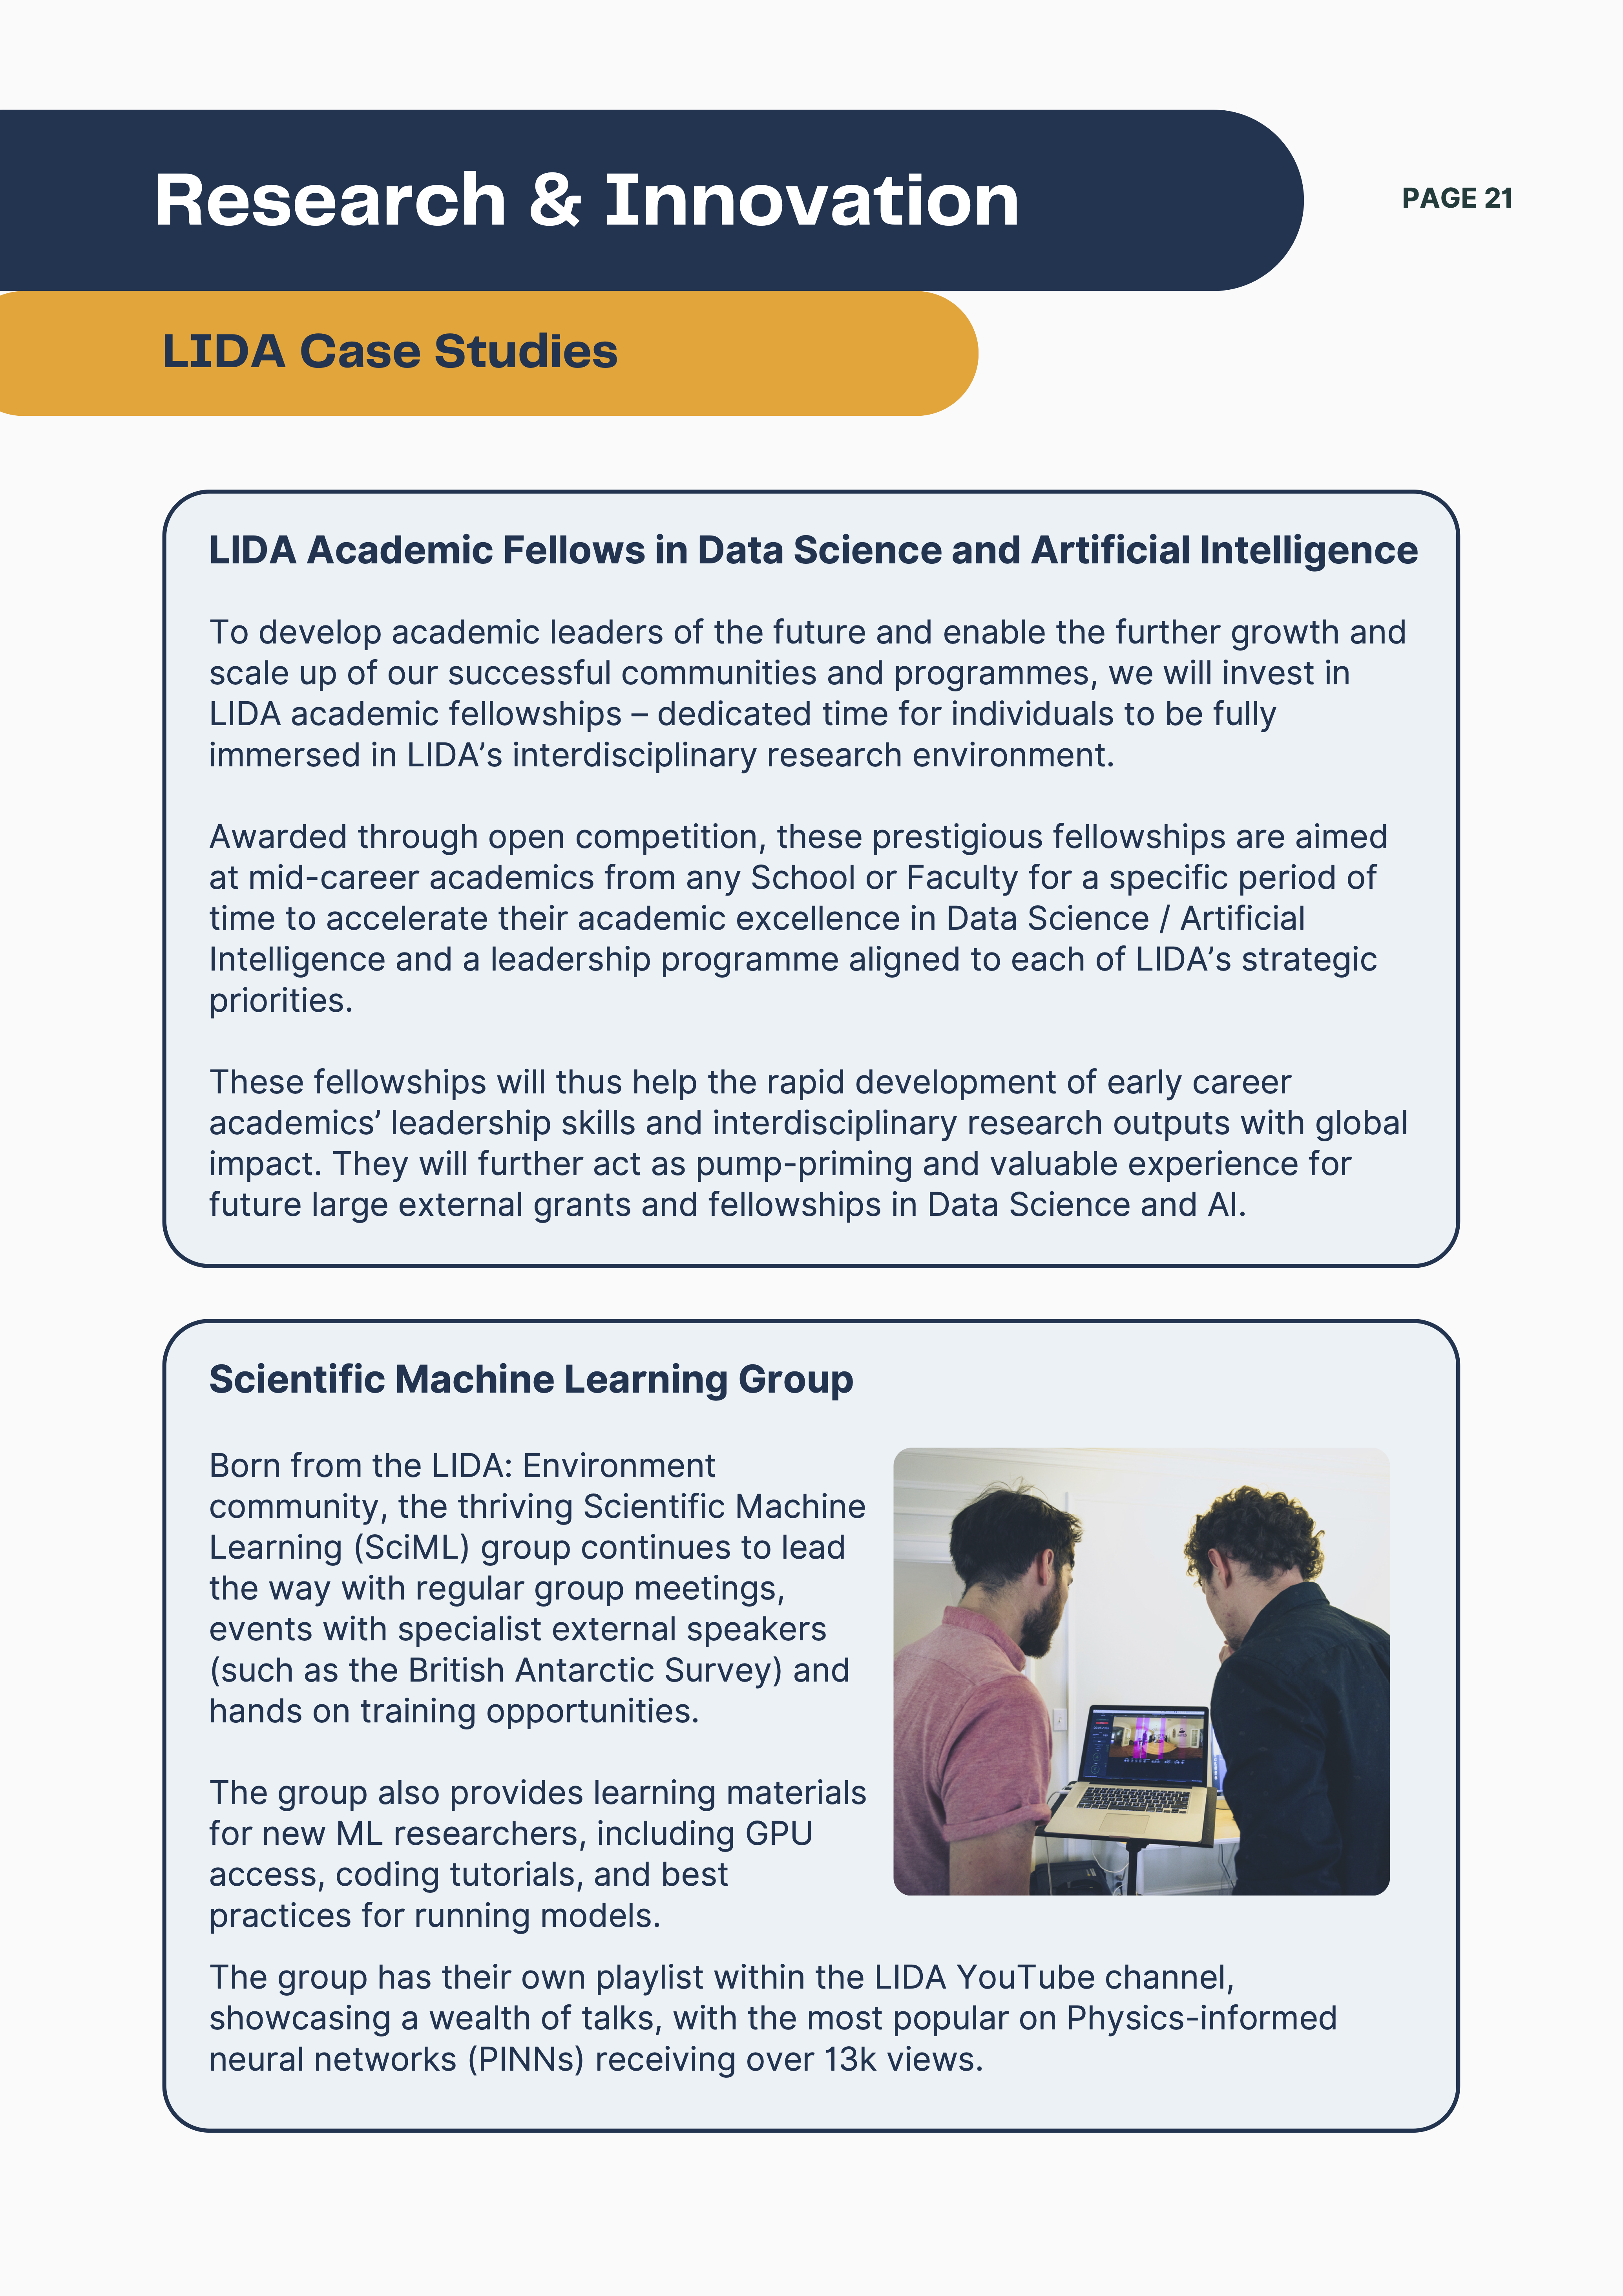 Research & Innovation
PAGE 21
LIDA Case Studies
LIDA Academic Fellows in Data Science and Artificial Intelligence
To develop academic leaders of the future and enable the further growth and
scale up of our successful communities and programmes, we will invest in
LIDA academic fellowships – dedicated time for individuals to be fully
immersed in LIDA’s interdisciplinary research environment.
Awarded through open competition, these prestigious fellowships are aimed
at mid-career academics from any School or Faculty for a specific period of
time to accelerate their academic excellence in Data Science / Artificial
Intelligence and a leadership programme aligned to each of LIDA’s strategic
priorities.
These fellowships will thus help the rapid development of early career
academics’ leadership skills and interdisciplinary research outputs with global
impact. They will further act as pump-priming and valuable experience for
future large external grants and fellowships in Data Science and AI.
Scientific Machine Learning Group
Born from the LIDA: Environment
community, the thriving Scientific Machine
Learning (SciML) group continues to lead
the way with regular group meetings,
events with specialist external speakers
(such as the British Antarctic Survey) and
hands on training opportunities.
The group also provides learning materials
for new ML researchers, including GPU
access, coding tutorials, and best
practices for running models.
The group has their own playlist within the LIDA YouTube channel,
showcasing a wealth of talks, with the most popular on Physics-informed
neural networks (PINNs) receiving over 13k views.